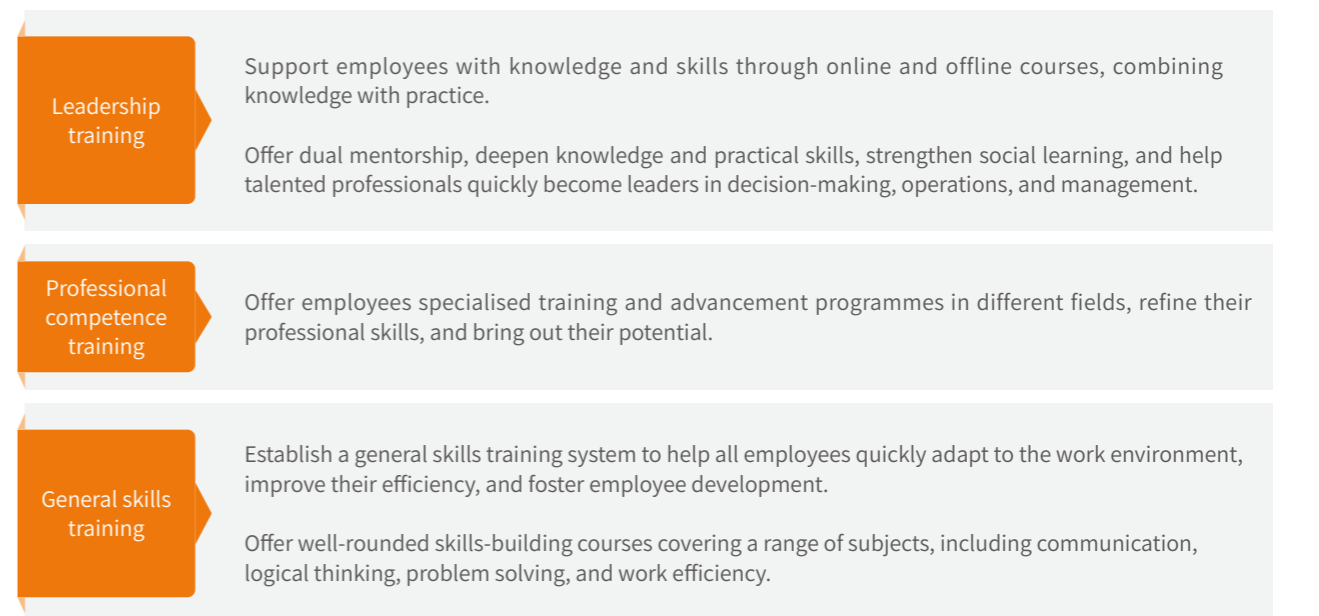 Leadership
training
Support employees with knowledge and skills through online and offline courses, combining
knowledge with practice.
Offer dual mentorship, deepen knowledge and practical skills, strengthen social learning, and help
talented professionals quickly become leaders in decision-making, operations, and management.
Professional
competence
training
Offer employees specialised training and advancement programmes in different fields, refine their
professional skills, and bring out their potential.
General skills
training
Establish a general skills training system to help all employees quickly adapt to the work environment,
improve their efficiency, and foster employee development.
Offer well-rounded skills-building courses covering a range of subjects, including communication,
logical thinking, problem solving, and work efficiency.